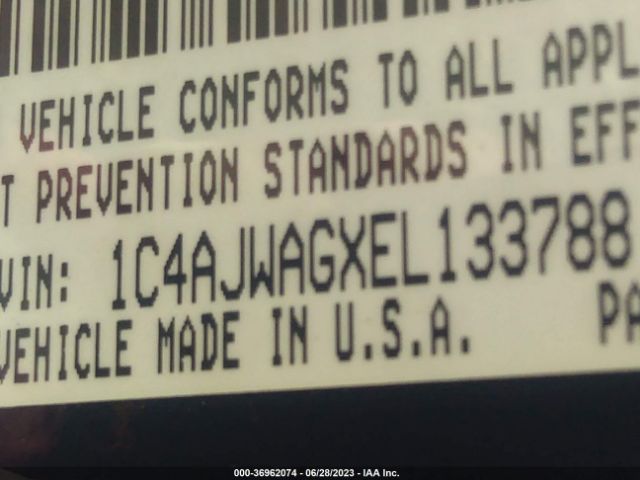 VEHICLE CONFORMS TO ALL APPL
T PREVENTION STANDARDS IN EFF
VIN: 1C4AJWAGXEL133788
VEHICLE MADE IN U.S.A. PA
000-36962074 - 06/28/2023 - IAA Inc.